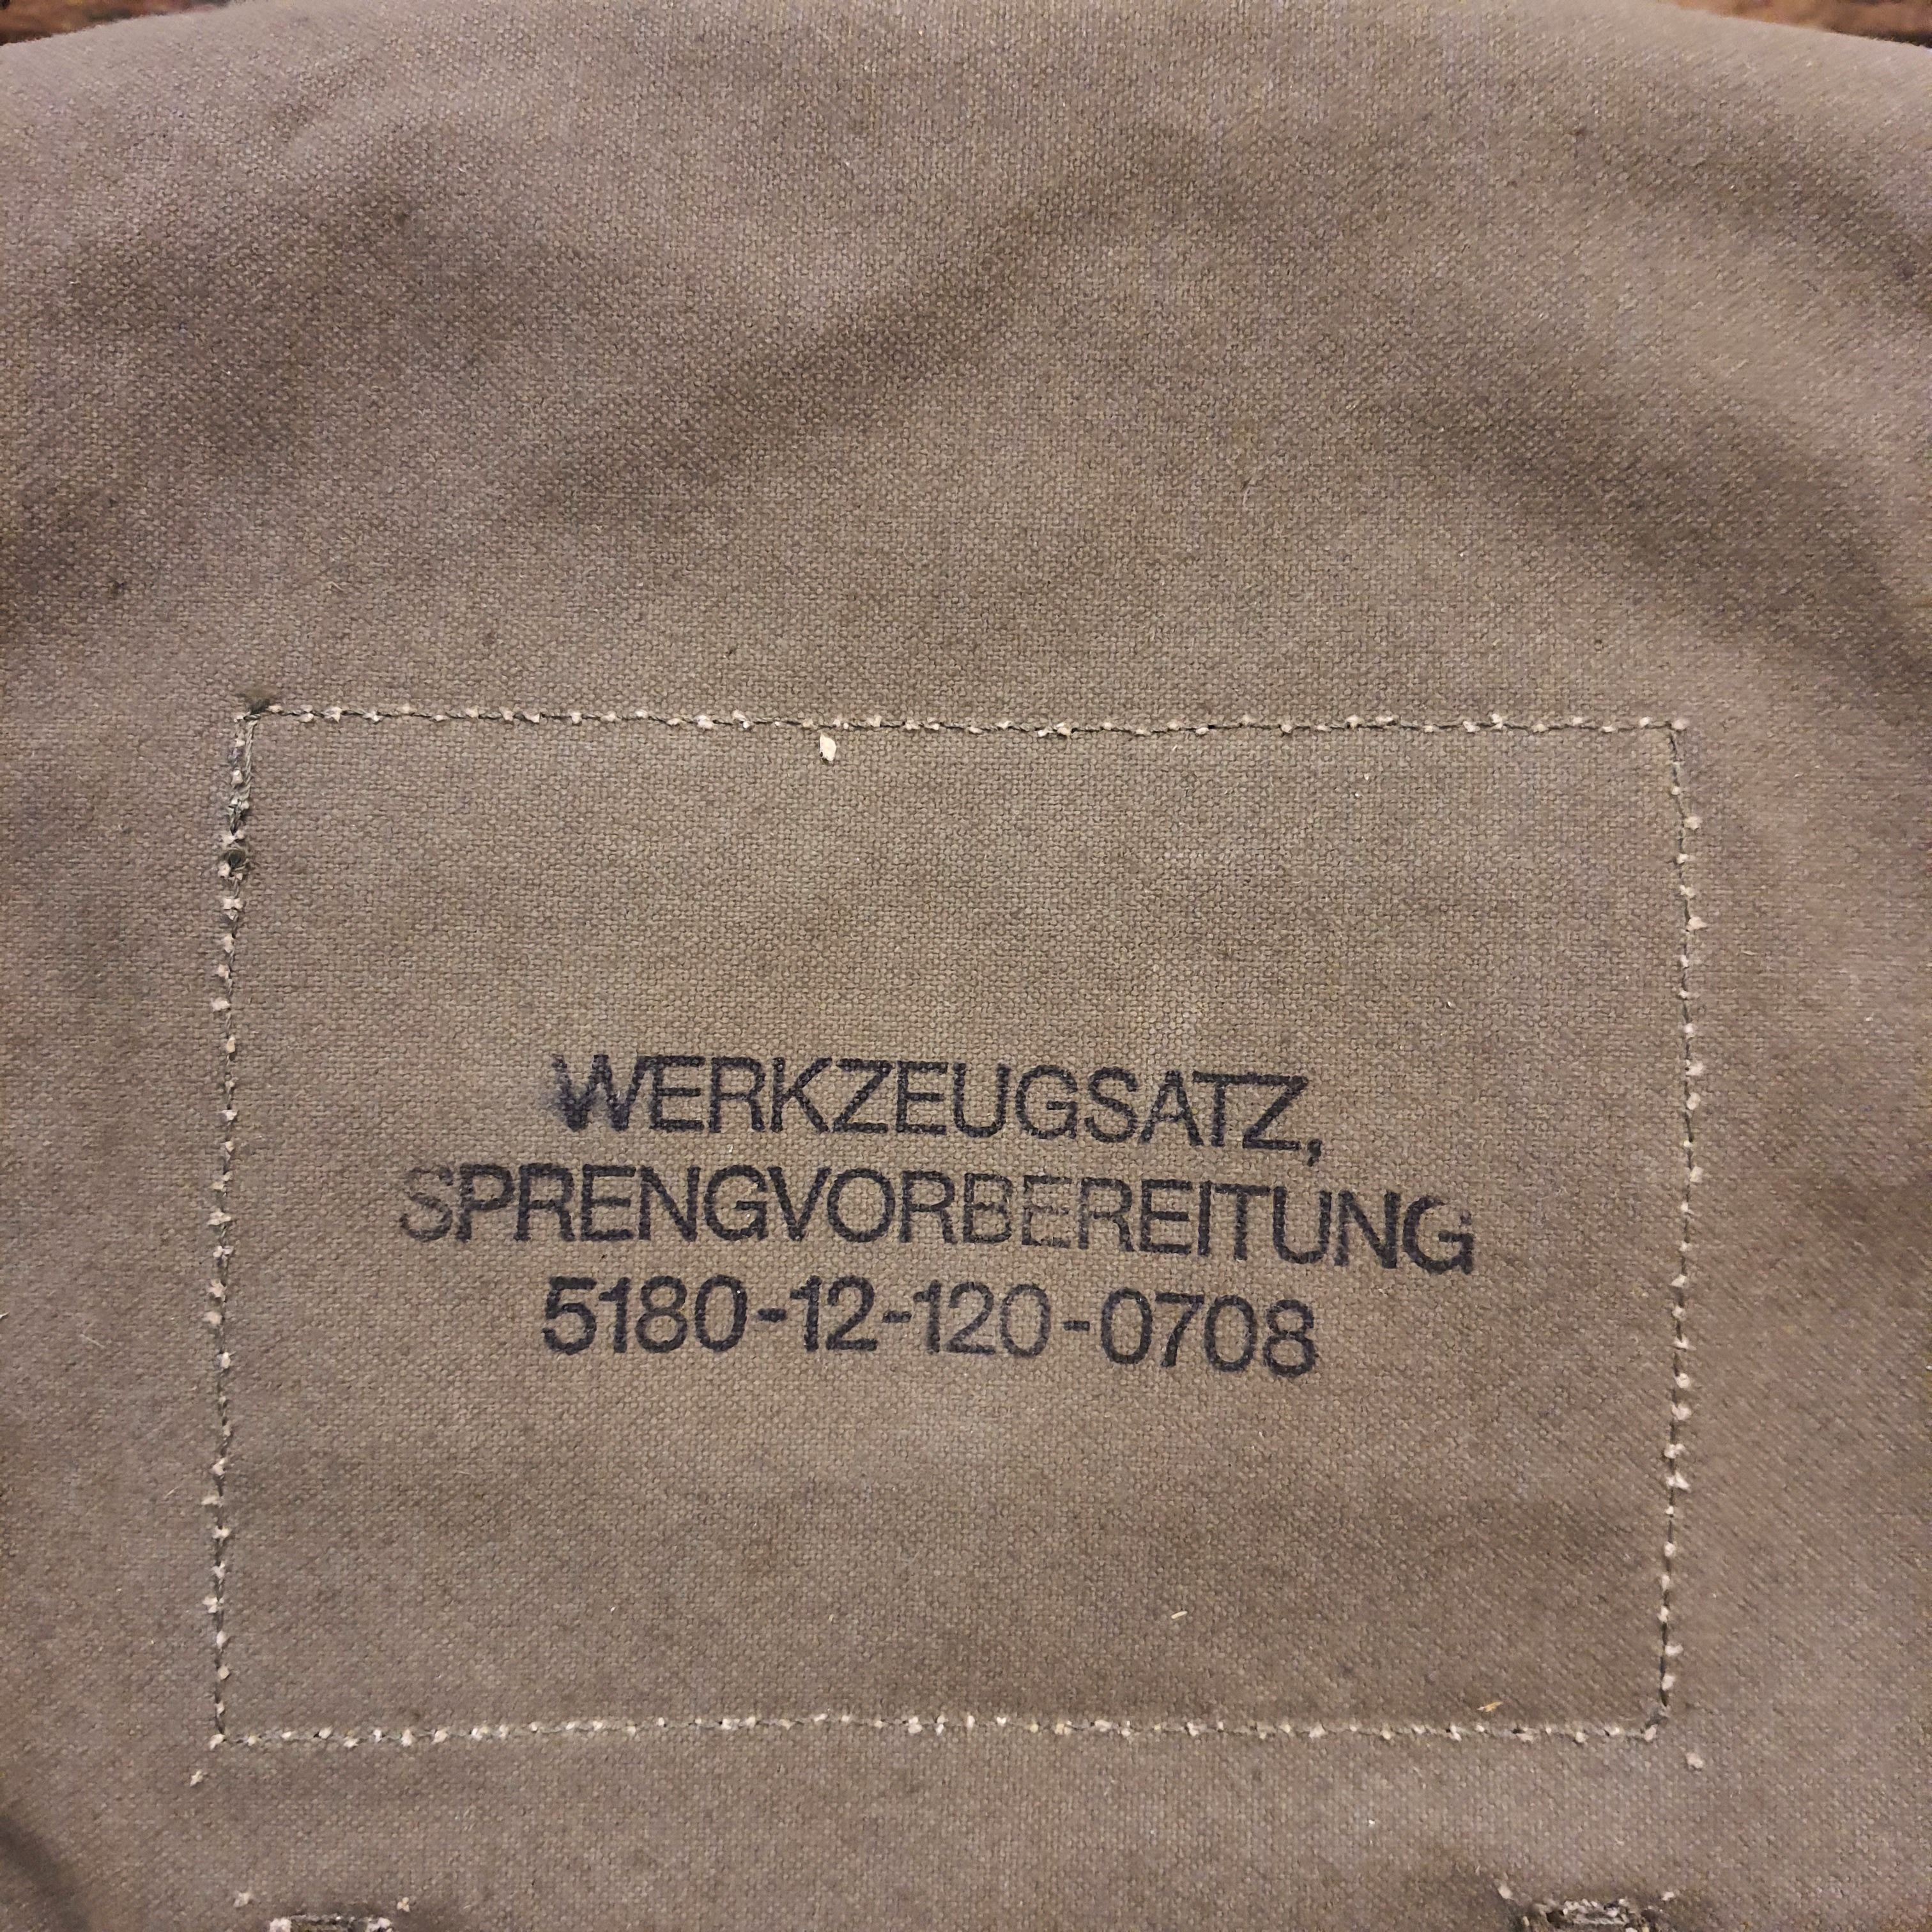 WERKZEUGSATZ,
SPRENGVORBEREITUNG
5180-12-120-0708